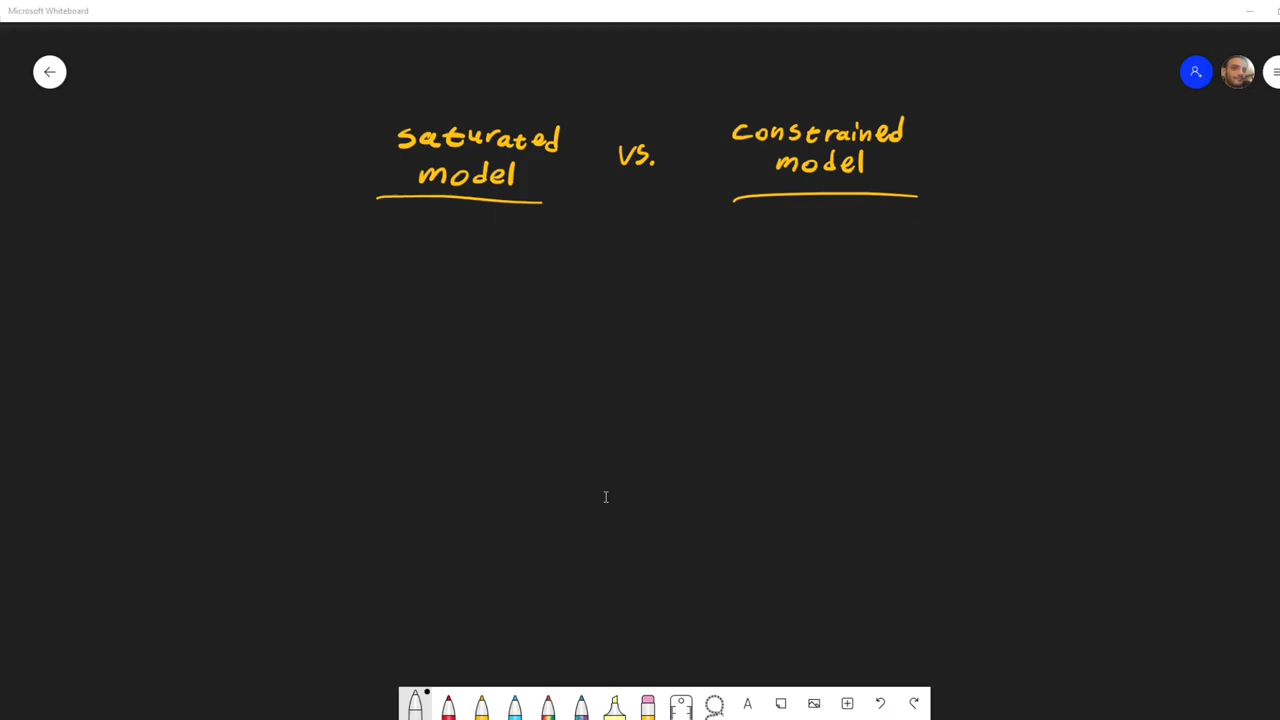 Microsoft Whiteboard
saturated
model
vs.
constrained
model
A